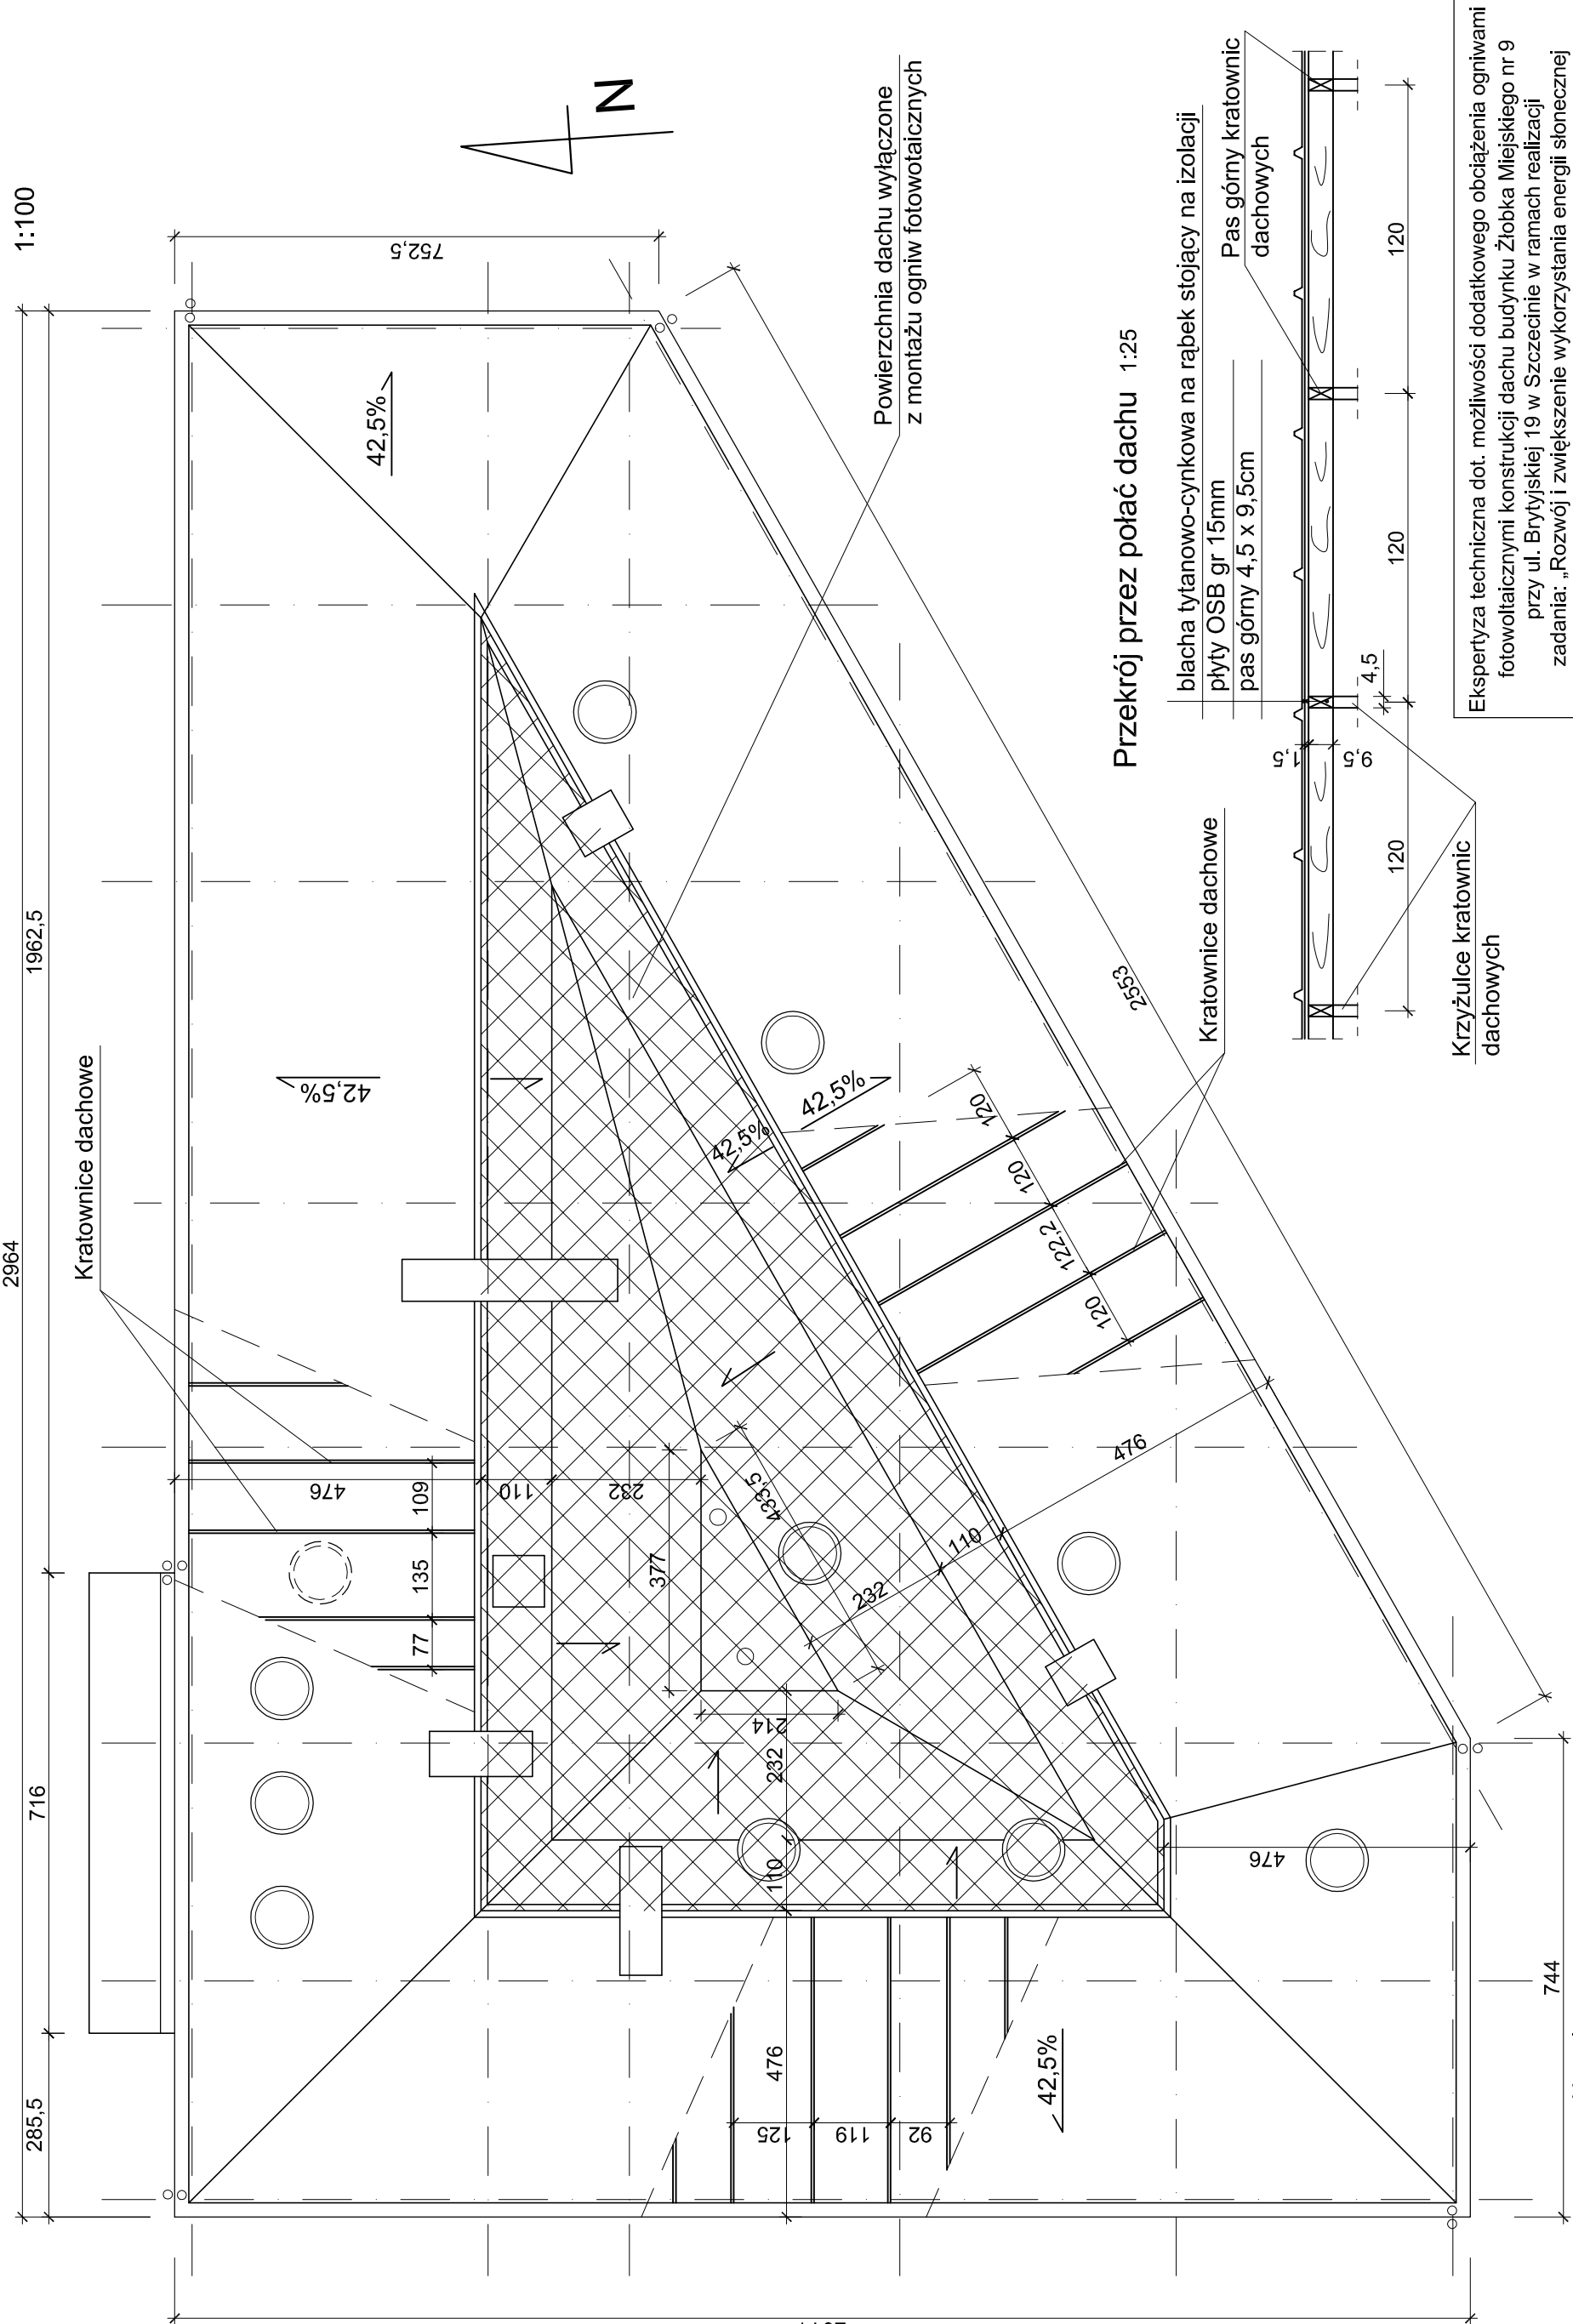 1:100
2964
285,5
716
1962,5
752,5
N
Kratownice dachowe
42,5%
42,5%
Powierzchnia dachu wyłączone
z montażu ogniw fotowotaicznych
476
110
232
109
135
77
377
433,5
214
232
110
476
232
110
476
42,5%
42,5%
120
120
122,2
120
2553
Kratownice dachowe
125
119
92
42,5%
476
744
Przekrój przez połać dachu 1:25
blacha tytanowo-cynkowa na rąbek stojący na izolacji
płyty OSB gr 15mm
pas górny 4,5 x 9,5cm
Pas górny kratownic
dachowych
1,5
9,5
4,5
120
120
120
Krzyżulce kratownic
dachowych
Ekspertyza techniczna dot. możliwości dodatkowego obciążenia ogniwami
fotowoltaicznymi konstrukcji dachu budynku Żłobka Miejskiego nr 9
przy ul. Brytyjskiej 19 w Szczecinie w ramach realizacji
zadania: „Rozwój i zwiększenie wykorzystania energii słonecznej